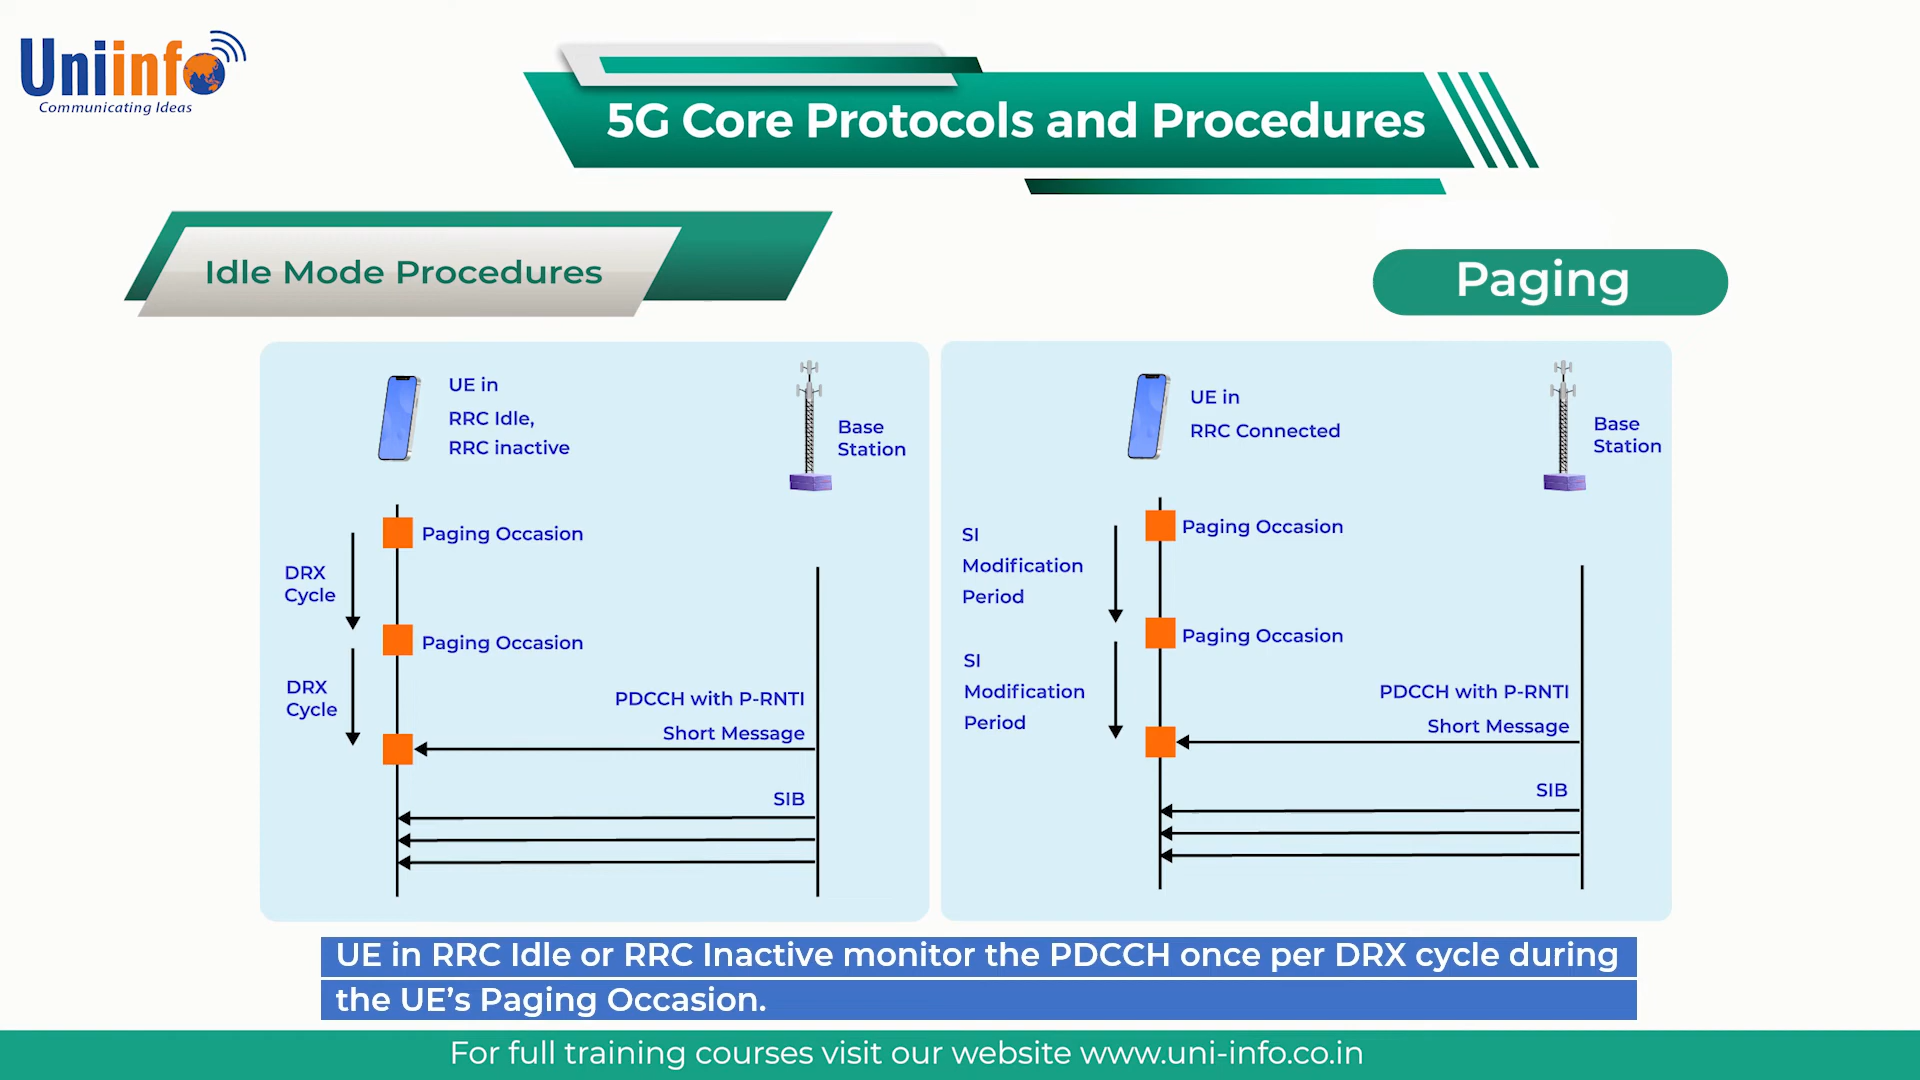 Uniinfo
Communicating Ideas
5G Core Protocols and Procedures
Idle Mode Procedures
Paging
UE in
RRC Idle,
RRC inactive
Base
Station
Paging Occasion
DRX
Cycle
Paging Occasion
DRX
Cycle
PDCCH with P-RNTI
Short Message
SIB
UE in
RRC Connected
Base
Station
Paging Occasion
SI
Modification
Period
Paging Occasion
SI
Modification
Period
PDCCH with P-RNTI
Short Message
SIB
UE in RRC Idle or RRC Inactive monitor the PDCCH once per DRX cycle during
the UE’s Paging Occasion.
For full training courses visit our website www.uni-info.co.in